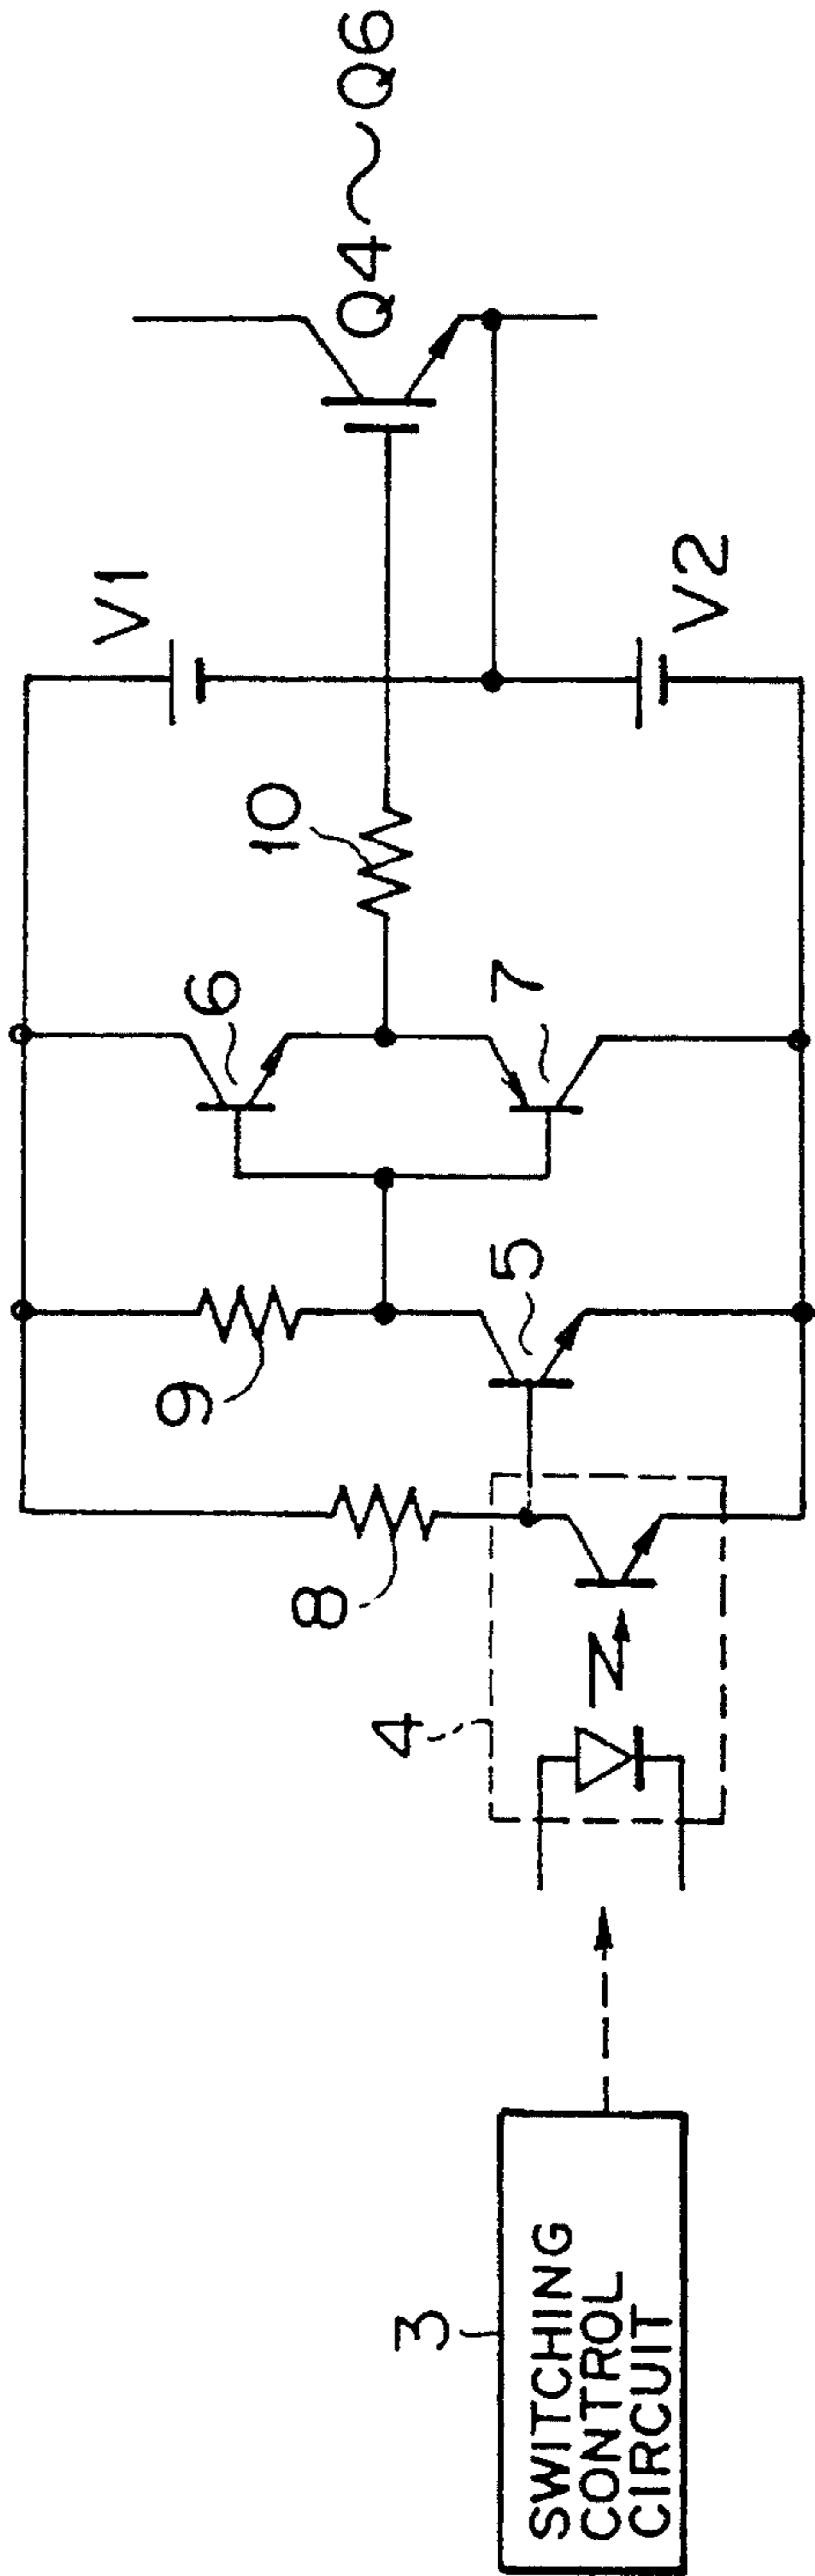 3
SWITCHING
CONTROL
CIRCUIT
4
8
9
5
6
7
10
V1
V2
Q4〜Q6